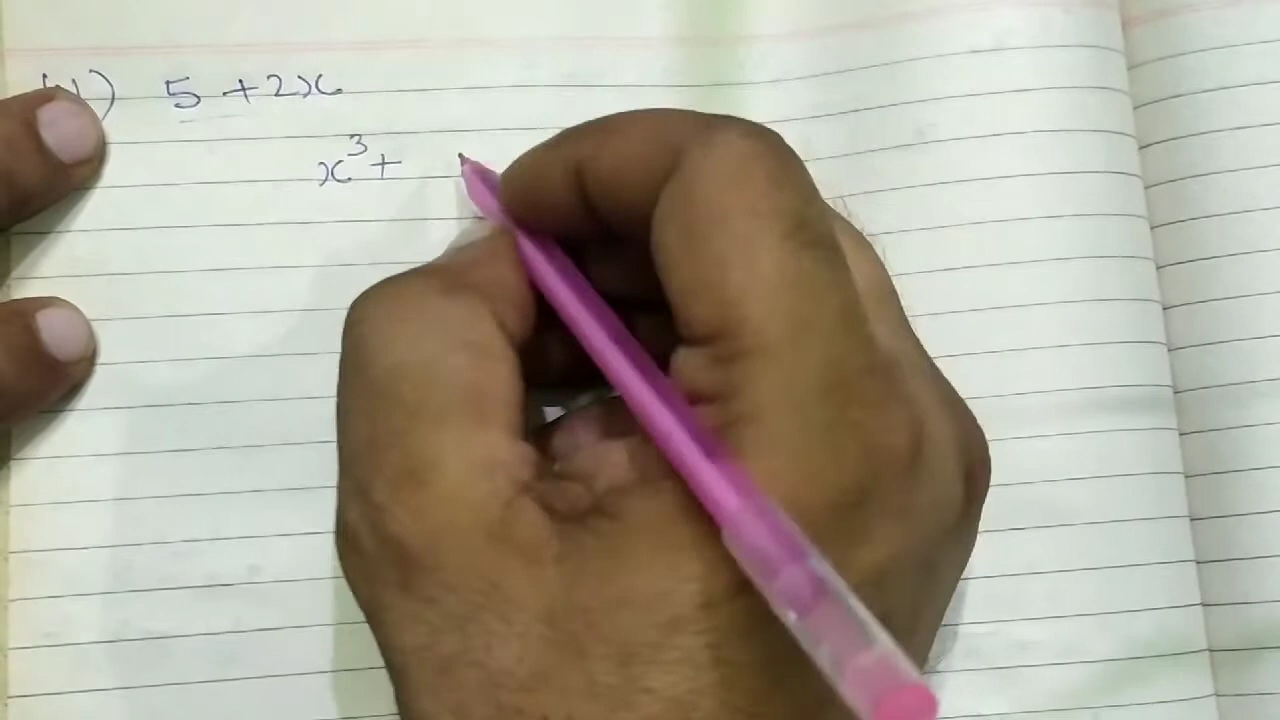 5 + 2x
x³ +